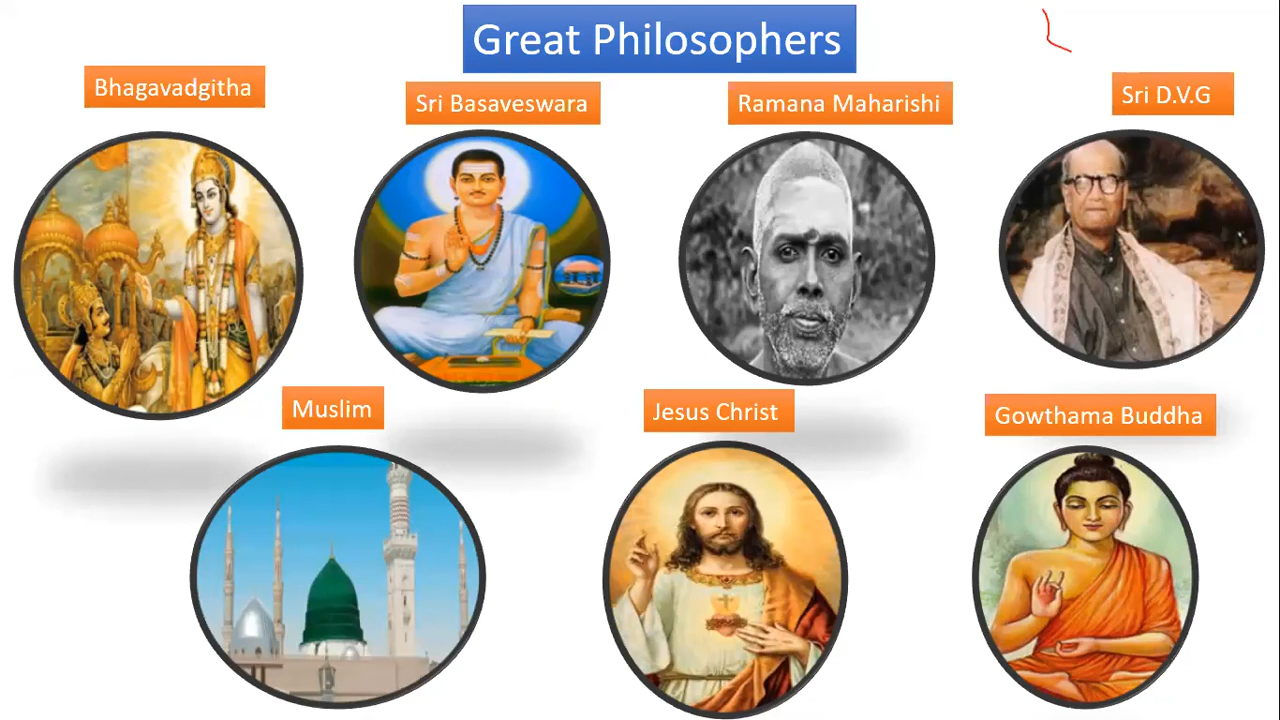 Great Philosophers
Bhagavadgitha
Sri Basaveswara
Ramana Maharishi
Sri D.V.G
Muslim
Jesus Christ
Gowthama Buddha